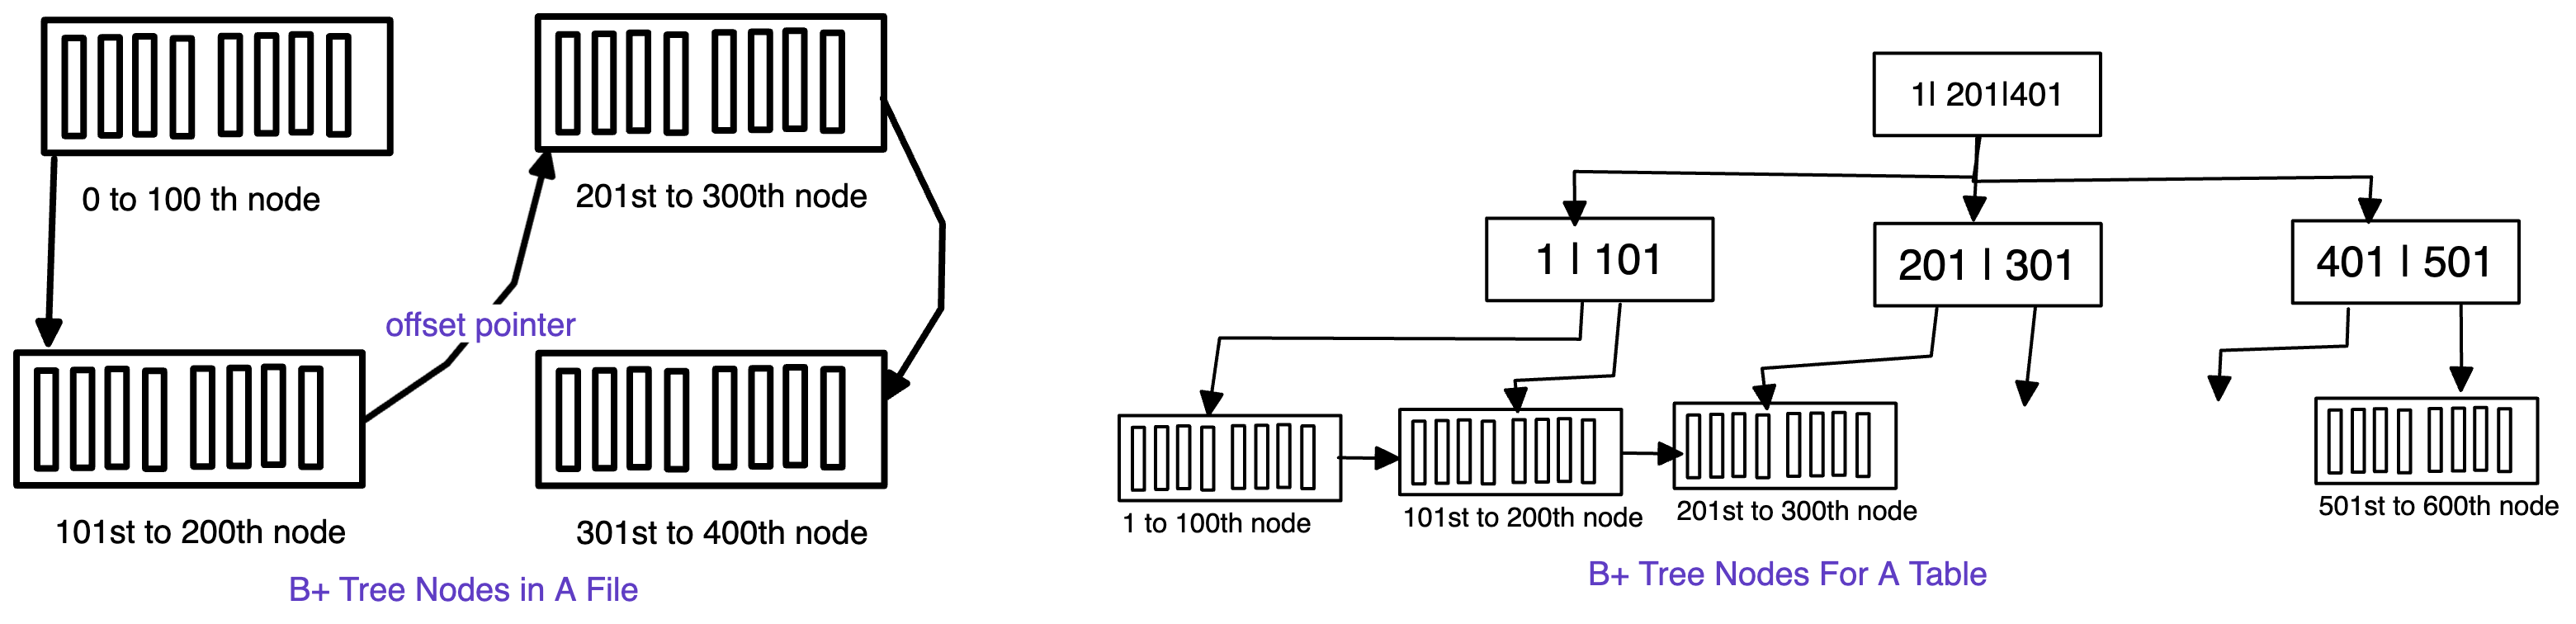 0 to 100 th node
201st to 300th node
offset pointer
101st to 200th node
301st to 400th node
B+ Tree Nodes in A File
1| 201|401
1 | 101
201 | 301
401 | 501
1 to 100th node
101st to 200th node
201st to 300th node
501st to 600th node
B+ Tree Nodes For A Table